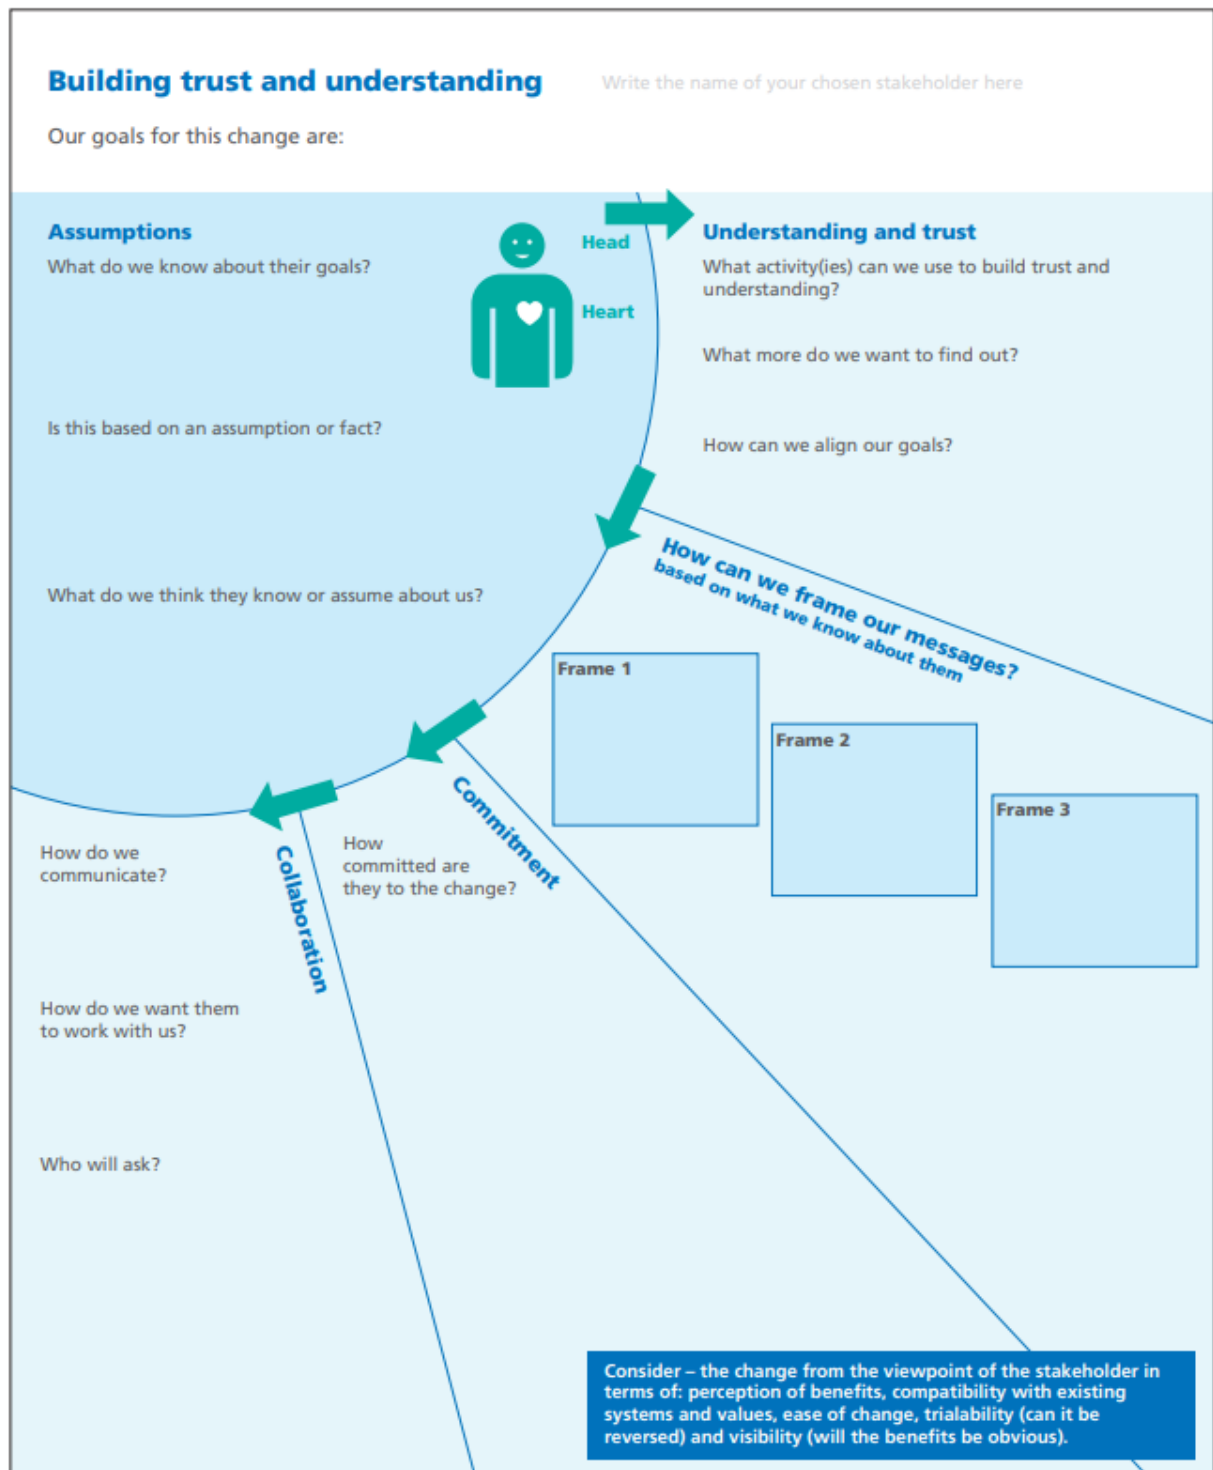 Building trust and understanding
Write the name of your chosen stakeholder here
Our goals for this change are:
Assumptions
What do we know about their goals?
Is this based on an assumption or fact?
What do we think they know or assume about us?
Head
Heart
Understanding and trust
What activity(ies) can we use to build trust and
understanding?
What more do we want to find out?
How can we align our goals?
How can we frame our messages?
based on what we know about them
Frame 1
Frame 2
Frame 3
Commitment
How
committed are
they to the change?
Collaboration
How do we
communicate?
How do we want them
to work with us?
Who will ask?
Consider – the change from the viewpoint of the stakeholder in
terms of: perception of benefits, compatibility with existing
systems and values, ease of change, trialability (can it be
reversed) and visibility (will the benefits be obvious).